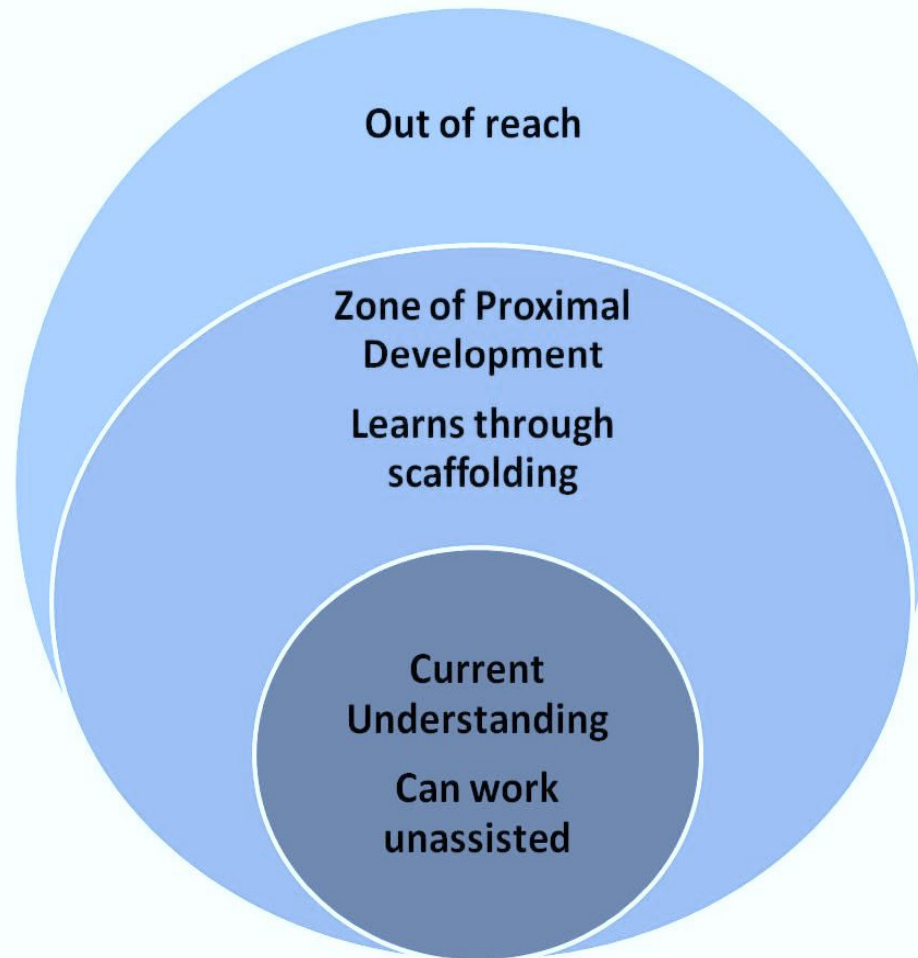 Out of reach
Zone of Proximal
Development
Learns through
scaffolding
Current
Understanding
Can work
unassisted